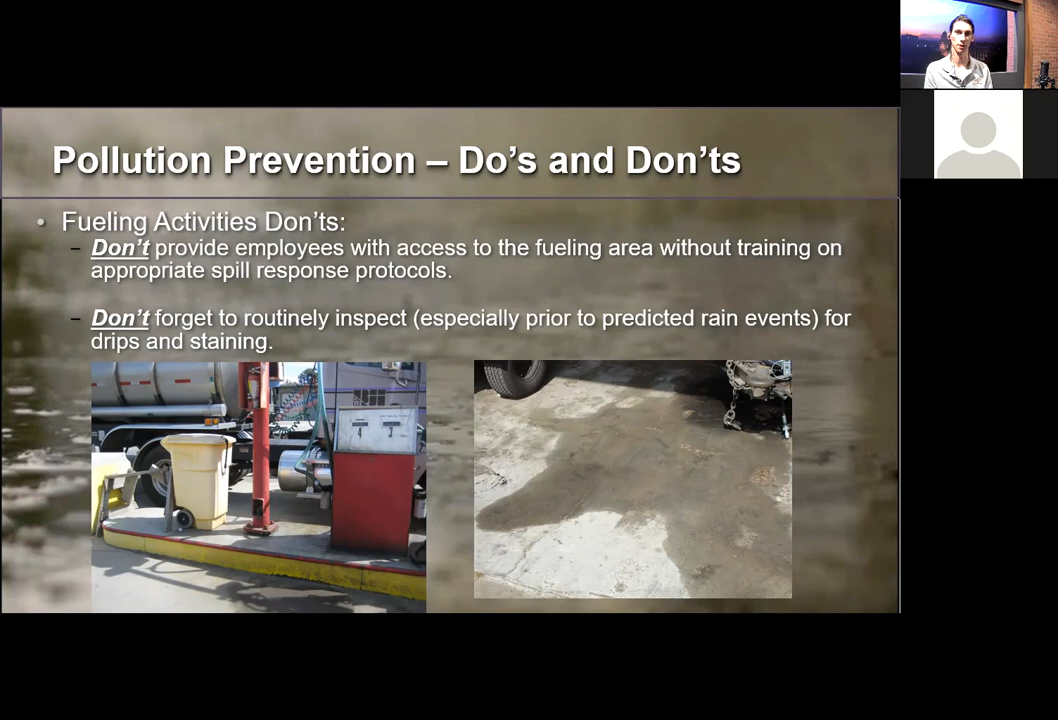 Pollution Prevention – Do's and Don'ts
• Fueling Activities Don'ts:
– Don't provide employees with access to the fueling area without training on
appropriate spill response protocols.
– Don't forget to routinely inspect (especially prior to predicted rain events) for
drips and staining.